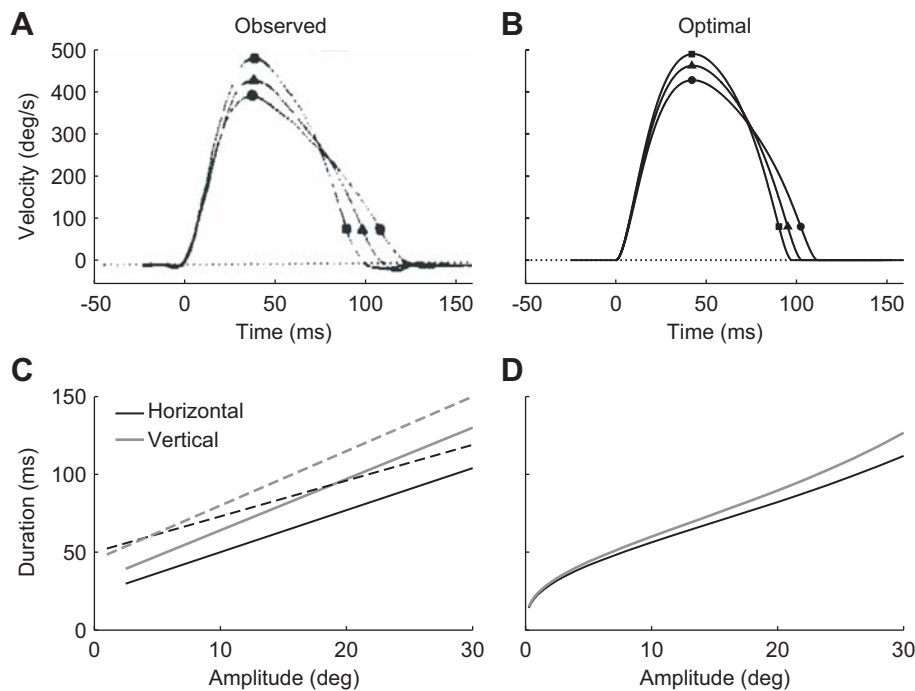 A
Observed
B
Optimal
500
400
300
200
100
0
Velocity (deg/s)
-50
0
50
100
150
Time (ms)
-50
0
50
100
150
Time (ms)
C
D
150
100
50
0
Duration (ms)
Horizontal
Vertical
0
10
20
30
Amplitude (deg)
0
10
20
30
Amplitude (deg)